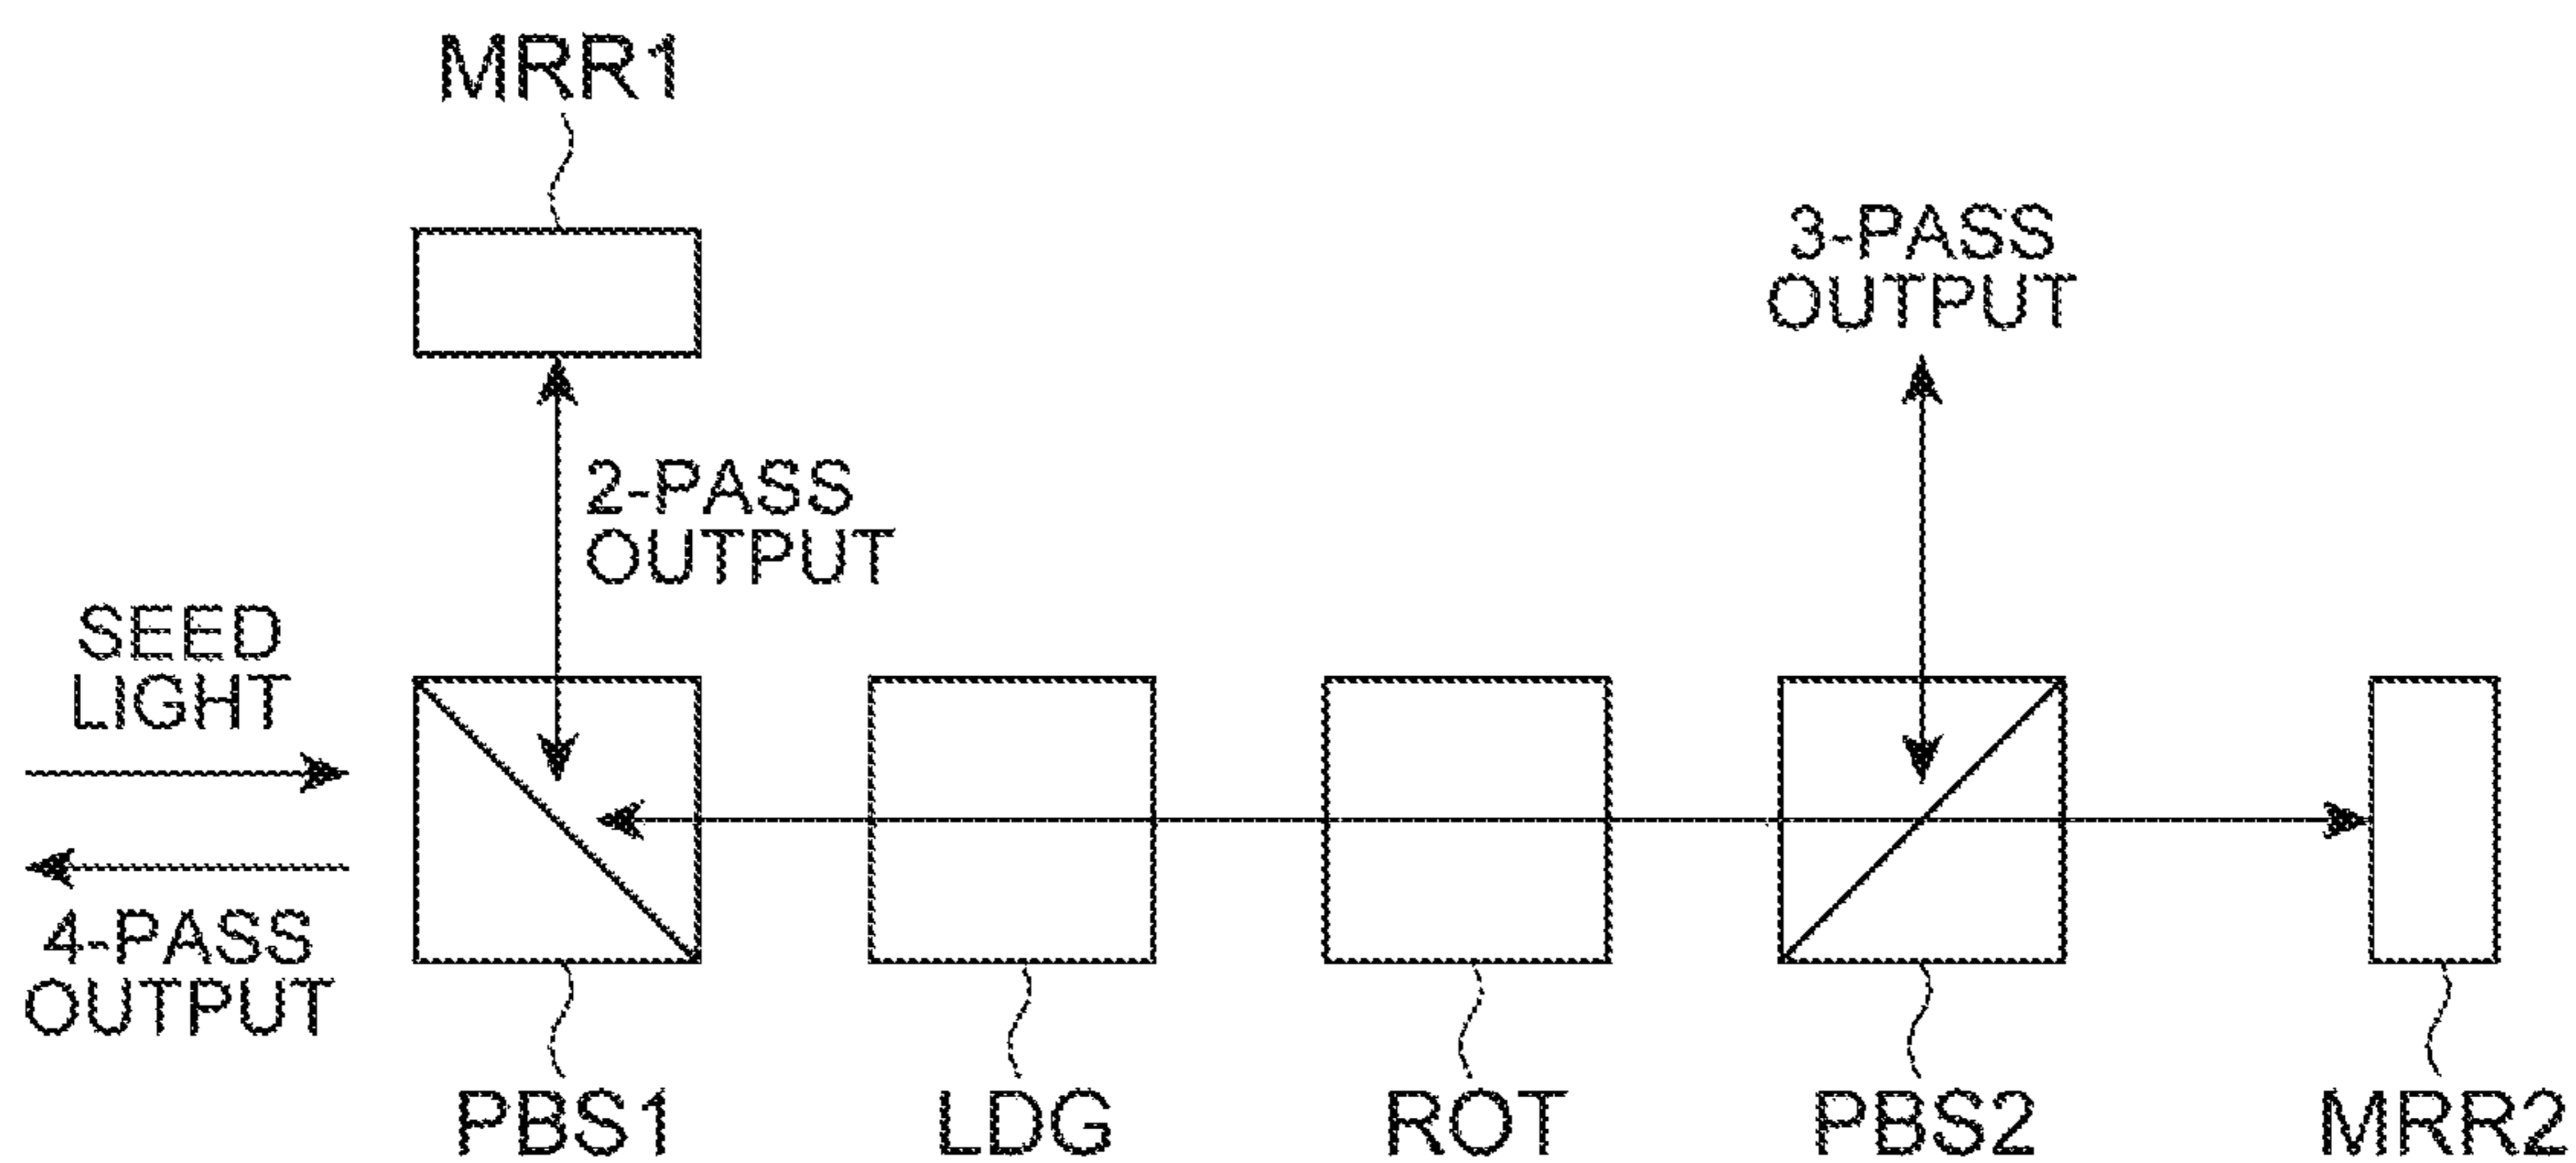 MRR1
3-PASS
OUTPUT
2-PASS
OUTPUT
SEED
LIGHT
4-PASS
OUTPUT
PBS1
LDG
ROT
PBS2
MRR2